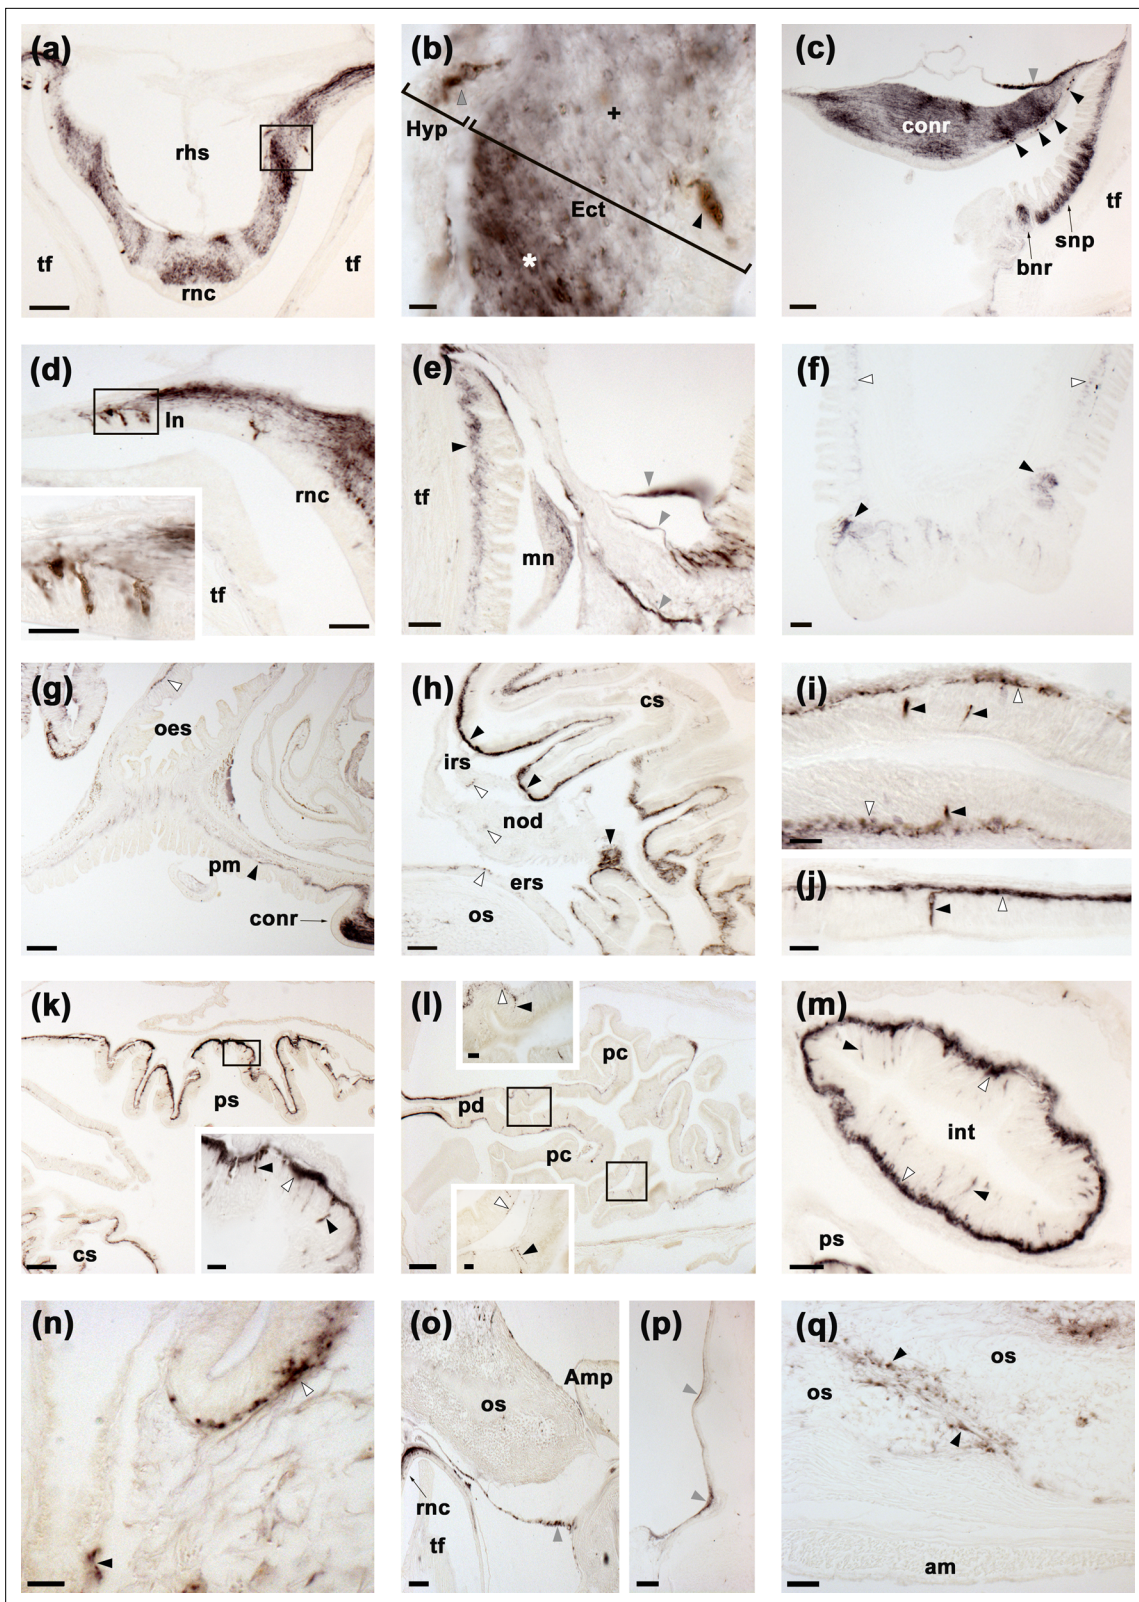 (a)
rhs
tf
tf
rnc
(b)
Hyp
+
Ect
*
(c)
conr
tf
snp
bnr
(d)
ln
rnc
tf
(e)
tf
mn
(f)
(g)
oes
pm
conr
(h)
cs
irs
nod
ers
os
(i)
(j)
(k)
ps
cs
(l)
pc
pd
pc
(m)
int
ps
(n)
(o)
Amp
os
rnc
tf
(p)
(q)
os
os
am